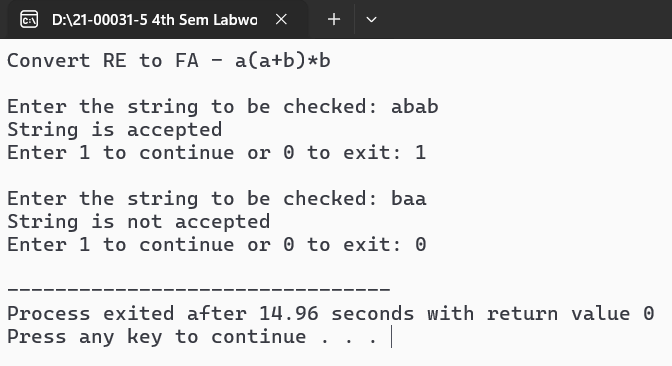 D:\21-00031-5 4th Sem Labwo
Convert RE to FA - a(a+b)*b
Enter the string to be checked: abab
String is accepted
Enter 1 to continue or 0 to exit: 1
Enter the string to be checked: baa
String is not accepted
Enter 1 to continue or 0 to exit: 0
--------------------------------
Process exited after 14.96 seconds with return value 0
Press any key to continue . . .